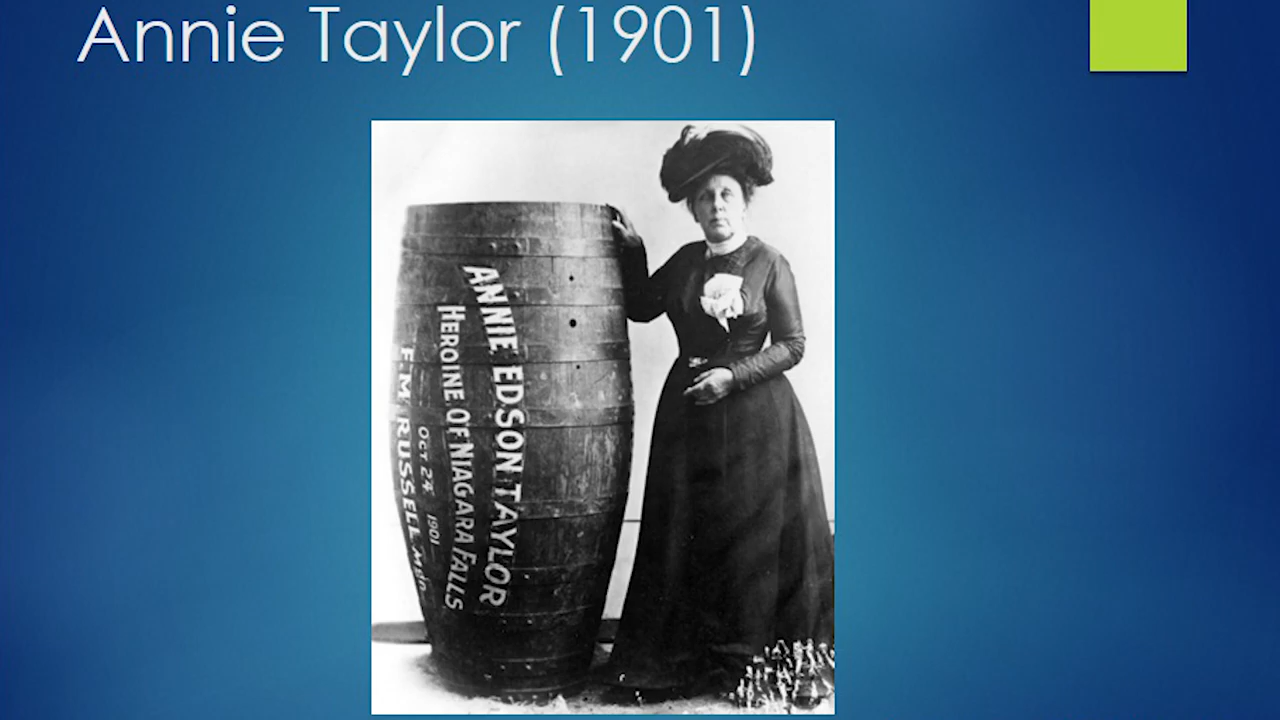 Annie Taylor (1901)
ANNIE EDSON TAYLOR
HEROINE OF NIAGARA FALLS
OCT 24 1901
F.M. RUSSELL